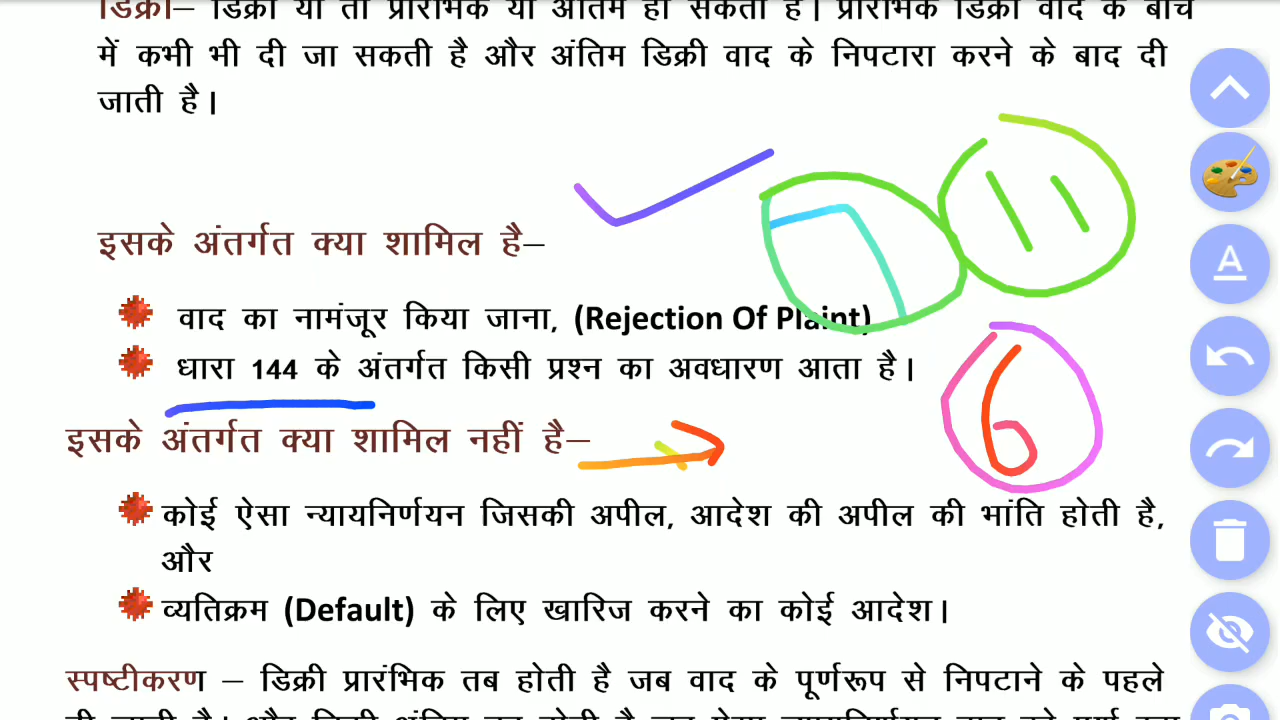 डिक्री– डिक्री या तो प्रारंभिक या अंतिम हो सकती है। प्रारंभिक डिक्री वाद के बीच
में कभी भी दी जा सकती है और अंतिम डिक्री वाद के निपटारा करने के बाद दी
जाती है।
7 11
इसके अंतर्गत क्या शामिल है–
वाद का नामंजूर किया जाना, (Rejection Of Plaint)
धारा 144 के अंतर्गत किसी प्रश्न का अवधारण आता है।
6
इसके अंतर्गत क्या शामिल नहीं है–
कोई ऐसा न्यायनिर्णयन जिसकी अपील, आदेश की अपील की भांति होती है,
और
व्यतिक्रम (Default) के लिए खारिज करने का कोई आदेश।
स्पष्टीकरण – डिक्री प्रारंभिक तब होती है जब वाद के पूर्णरूप से निपटाने के पहले
A